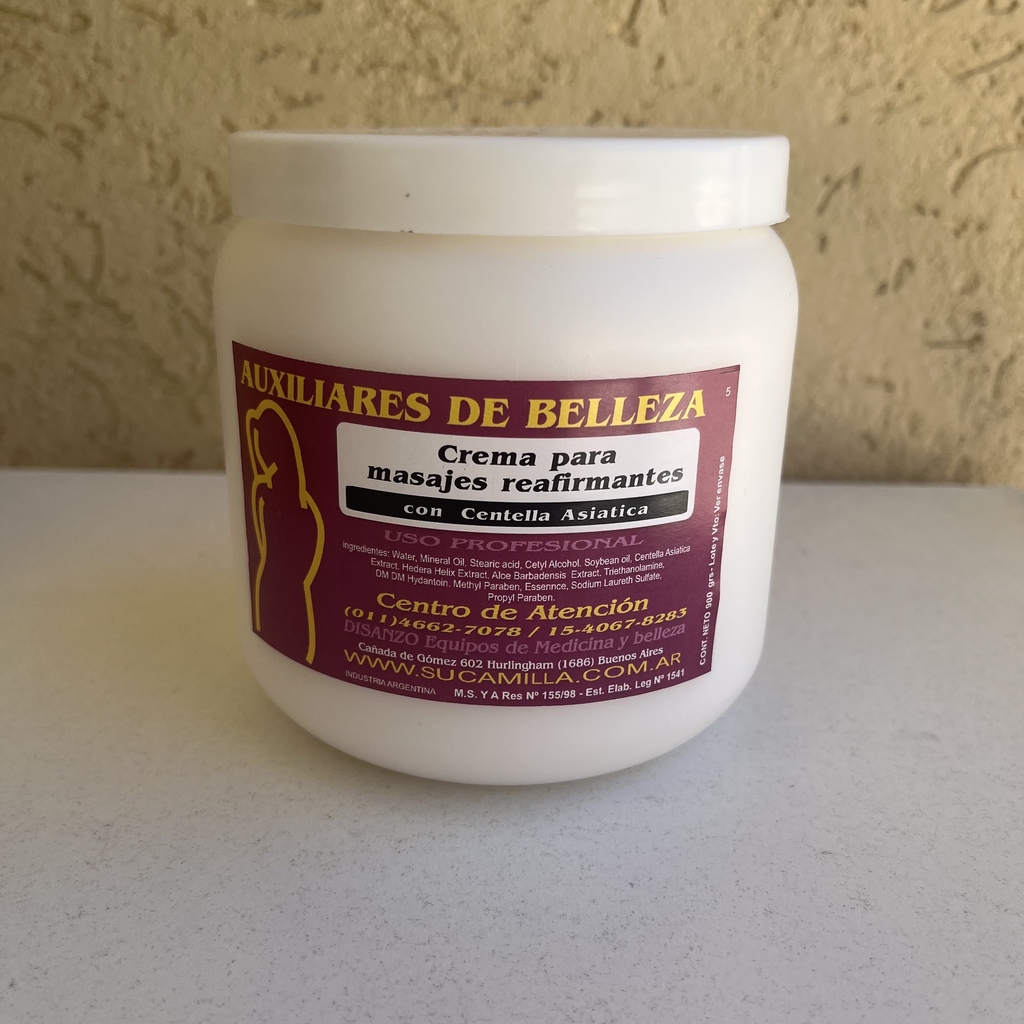 AUXILIARES DE BELLEZA
5
Crema para
masajes reafirmantes
con Centella Asiatica
USO PROFESIONAL
Ingredientes: Water, Mineral Oil, Stearic acid, Cetyl Alcohol. Soybean oil, Centella Asiatica
Extract, Hedera Helix Extract, Aloe Barbadensis Extract, Triethanolamine,
DM DM Hydantoin. Methyl Paraben, Essennce, Sodium Laureth Sulfate,
Propyl Paraben.
Centro de Atención
(011)4662-7078 / 15-4067-8283
DISANZO Equipos de Medicina y belleza
Cañada de Gómez 602 Hurlingham (1686) Buenos Aires
WWW.SUCAMILLA.COM.AR
INDUSTRIA ARGENTINA M.S. Y A Res Nº 155/98 - Est. Elab. Leg Nº 1541
CONT. NETO 900 grs- Lote y Vto: Ver envase